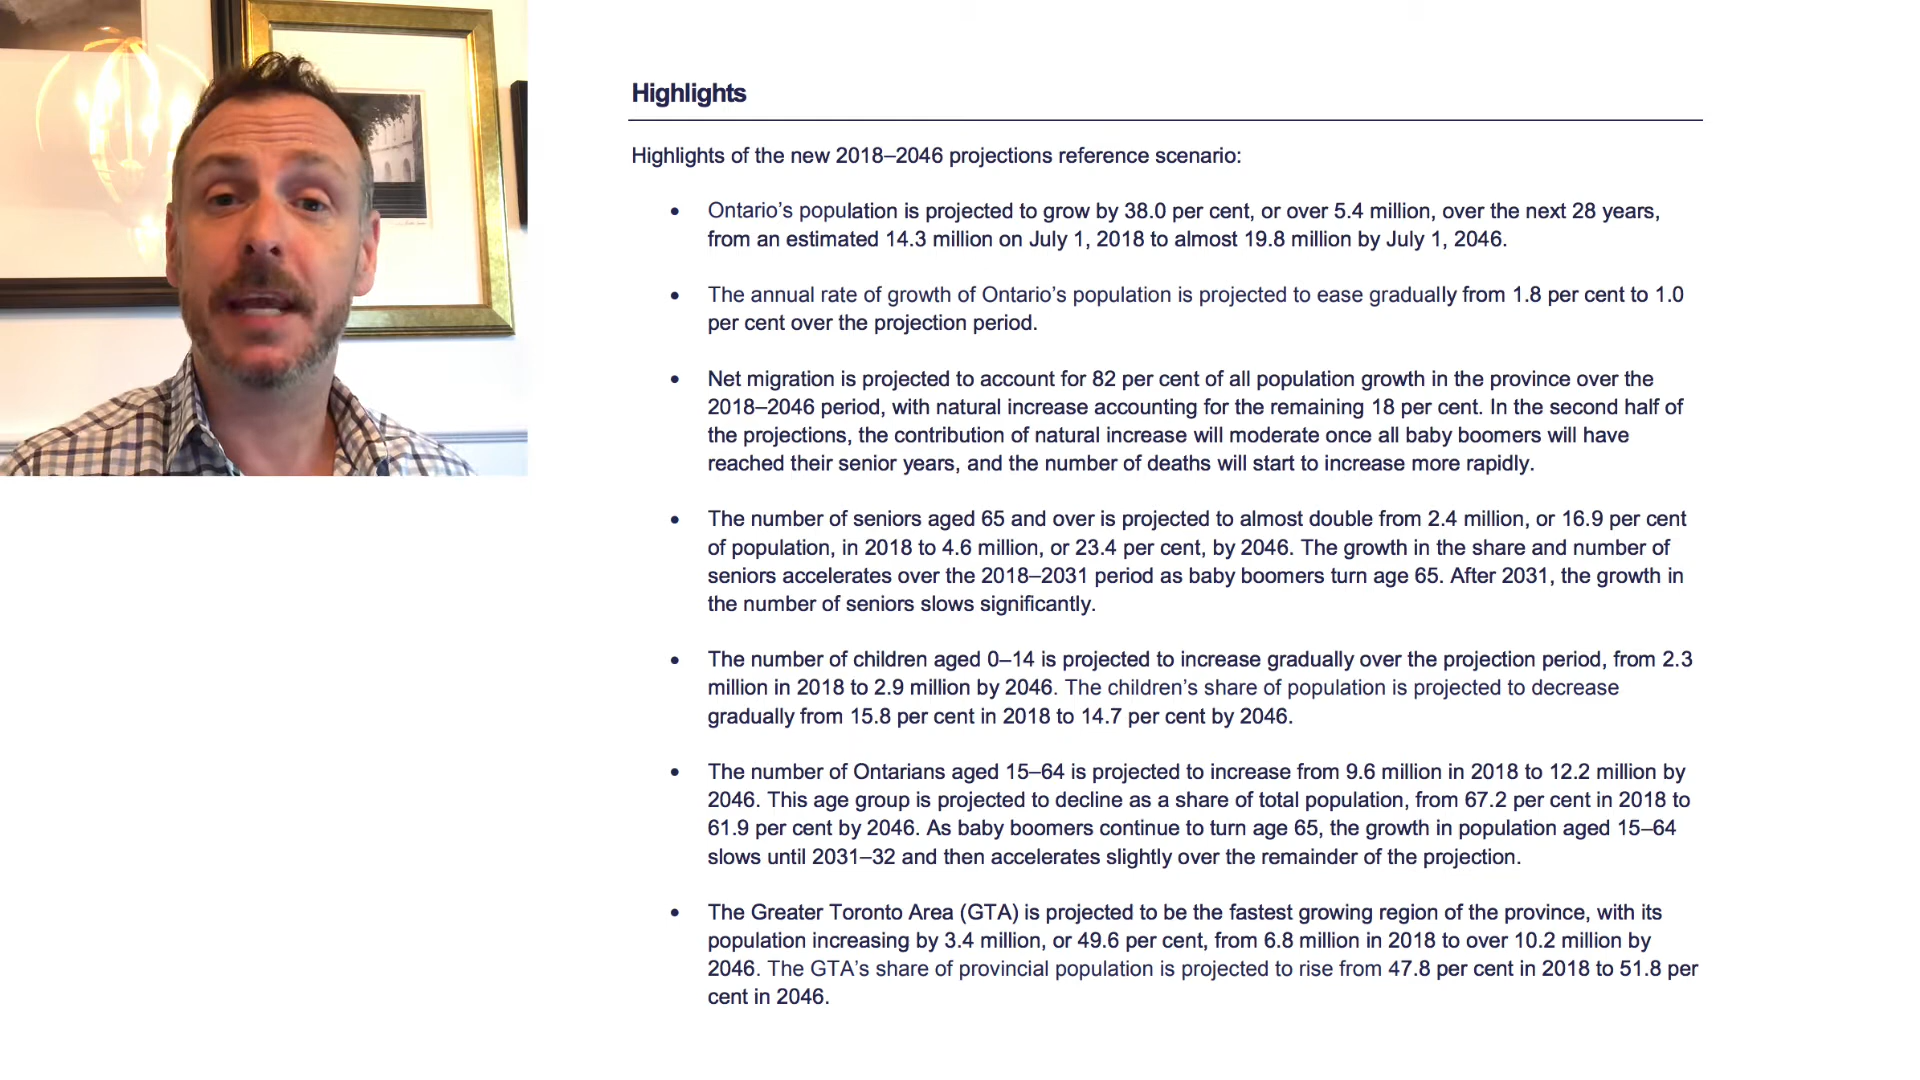 Highlights
Highlights of the new 2018–2046 projections reference scenario:
• Ontario’s population is projected to grow by 38.0 per cent, or over 5.4 million, over the next 28 years,
from an estimated 14.3 million on July 1, 2018 to almost 19.8 million by July 1, 2046.
• The annual rate of growth of Ontario’s population is projected to ease gradually from 1.8 per cent to 1.0
per cent over the projection period.
• Net migration is projected to account for 82 per cent of all population growth in the province over the
2018–2046 period, with natural increase accounting for the remaining 18 per cent. In the second half of
the projections, the contribution of natural increase will moderate once all baby boomers will have
reached their senior years, and the number of deaths will start to increase more rapidly.
• The number of seniors aged 65 and over is projected to almost double from 2.4 million, or 16.9 per cent
of population, in 2018 to 4.6 million, or 23.4 per cent, by 2046. The growth in the share and number of
seniors accelerates over the 2018–2031 period as baby boomers turn age 65. After 2031, the growth in
the number of seniors slows significantly.
• The number of children aged 0–14 is projected to increase gradually over the projection period, from 2.3
million in 2018 to 2.9 million by 2046. The children’s share of population is projected to decrease
gradually from 15.8 per cent in 2018 to 14.7 per cent by 2046.
• The number of Ontarians aged 15–64 is projected to increase from 9.6 million in 2018 to 12.2 million by
2046. This age group is projected to decline as a share of total population, from 67.2 per cent in 2018 to
61.9 per cent by 2046. As baby boomers continue to turn age 65, the growth in population aged 15–64
slows until 2031–32 and then accelerates slightly over the remainder of the projection.
• The Greater Toronto Area (GTA) is projected to be the fastest growing region of the province, with its
population increasing by 3.4 million, or 49.6 per cent, from 6.8 million in 2018 to over 10.2 million by
2046. The GTA’s share of provincial population is projected to rise from 47.8 per cent in 2018 to 51.8 per
cent in 2046.